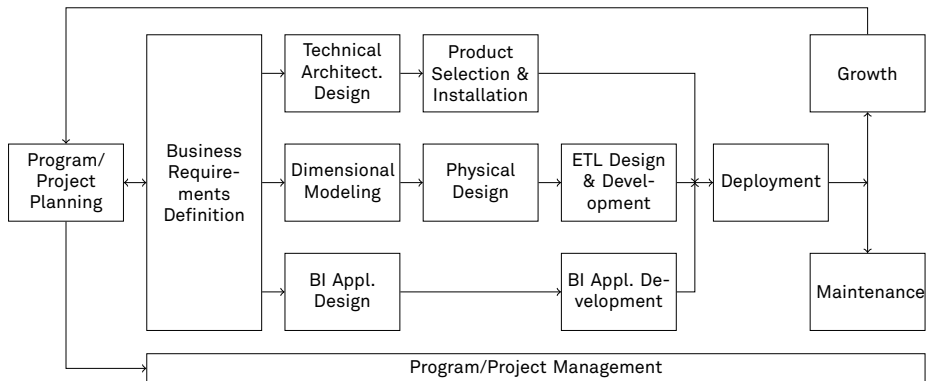 Technical
Architect.
Design
Product
Selection &
Installation
Growth
Program/
Project
Planning
Business
Require-
ments
Definition
Dimensional
Modeling
Physical
Design
ETL Design
& Devel-
opment
Deployment
BI Appl.
Design
BI Appl. De-
velopment
Maintenance
Program/Project Management